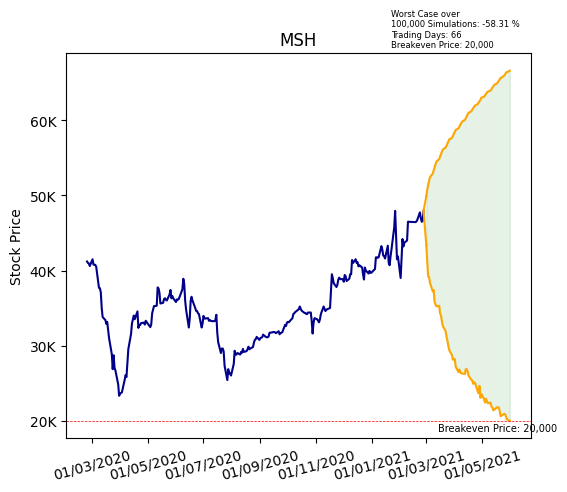 Worst Case over
100,000 Simulations: -58.31 %
Trading Days: 66
Breakeven Price: 20,000
MSH
Stock Price
60K
50K
40K
30K
20K
Breakeven Price: 20,000
01/03/2020
01/05/2020
01/07/2020
01/09/2020
01/11/2020
01/01/2021
01/03/2021
01/05/2021